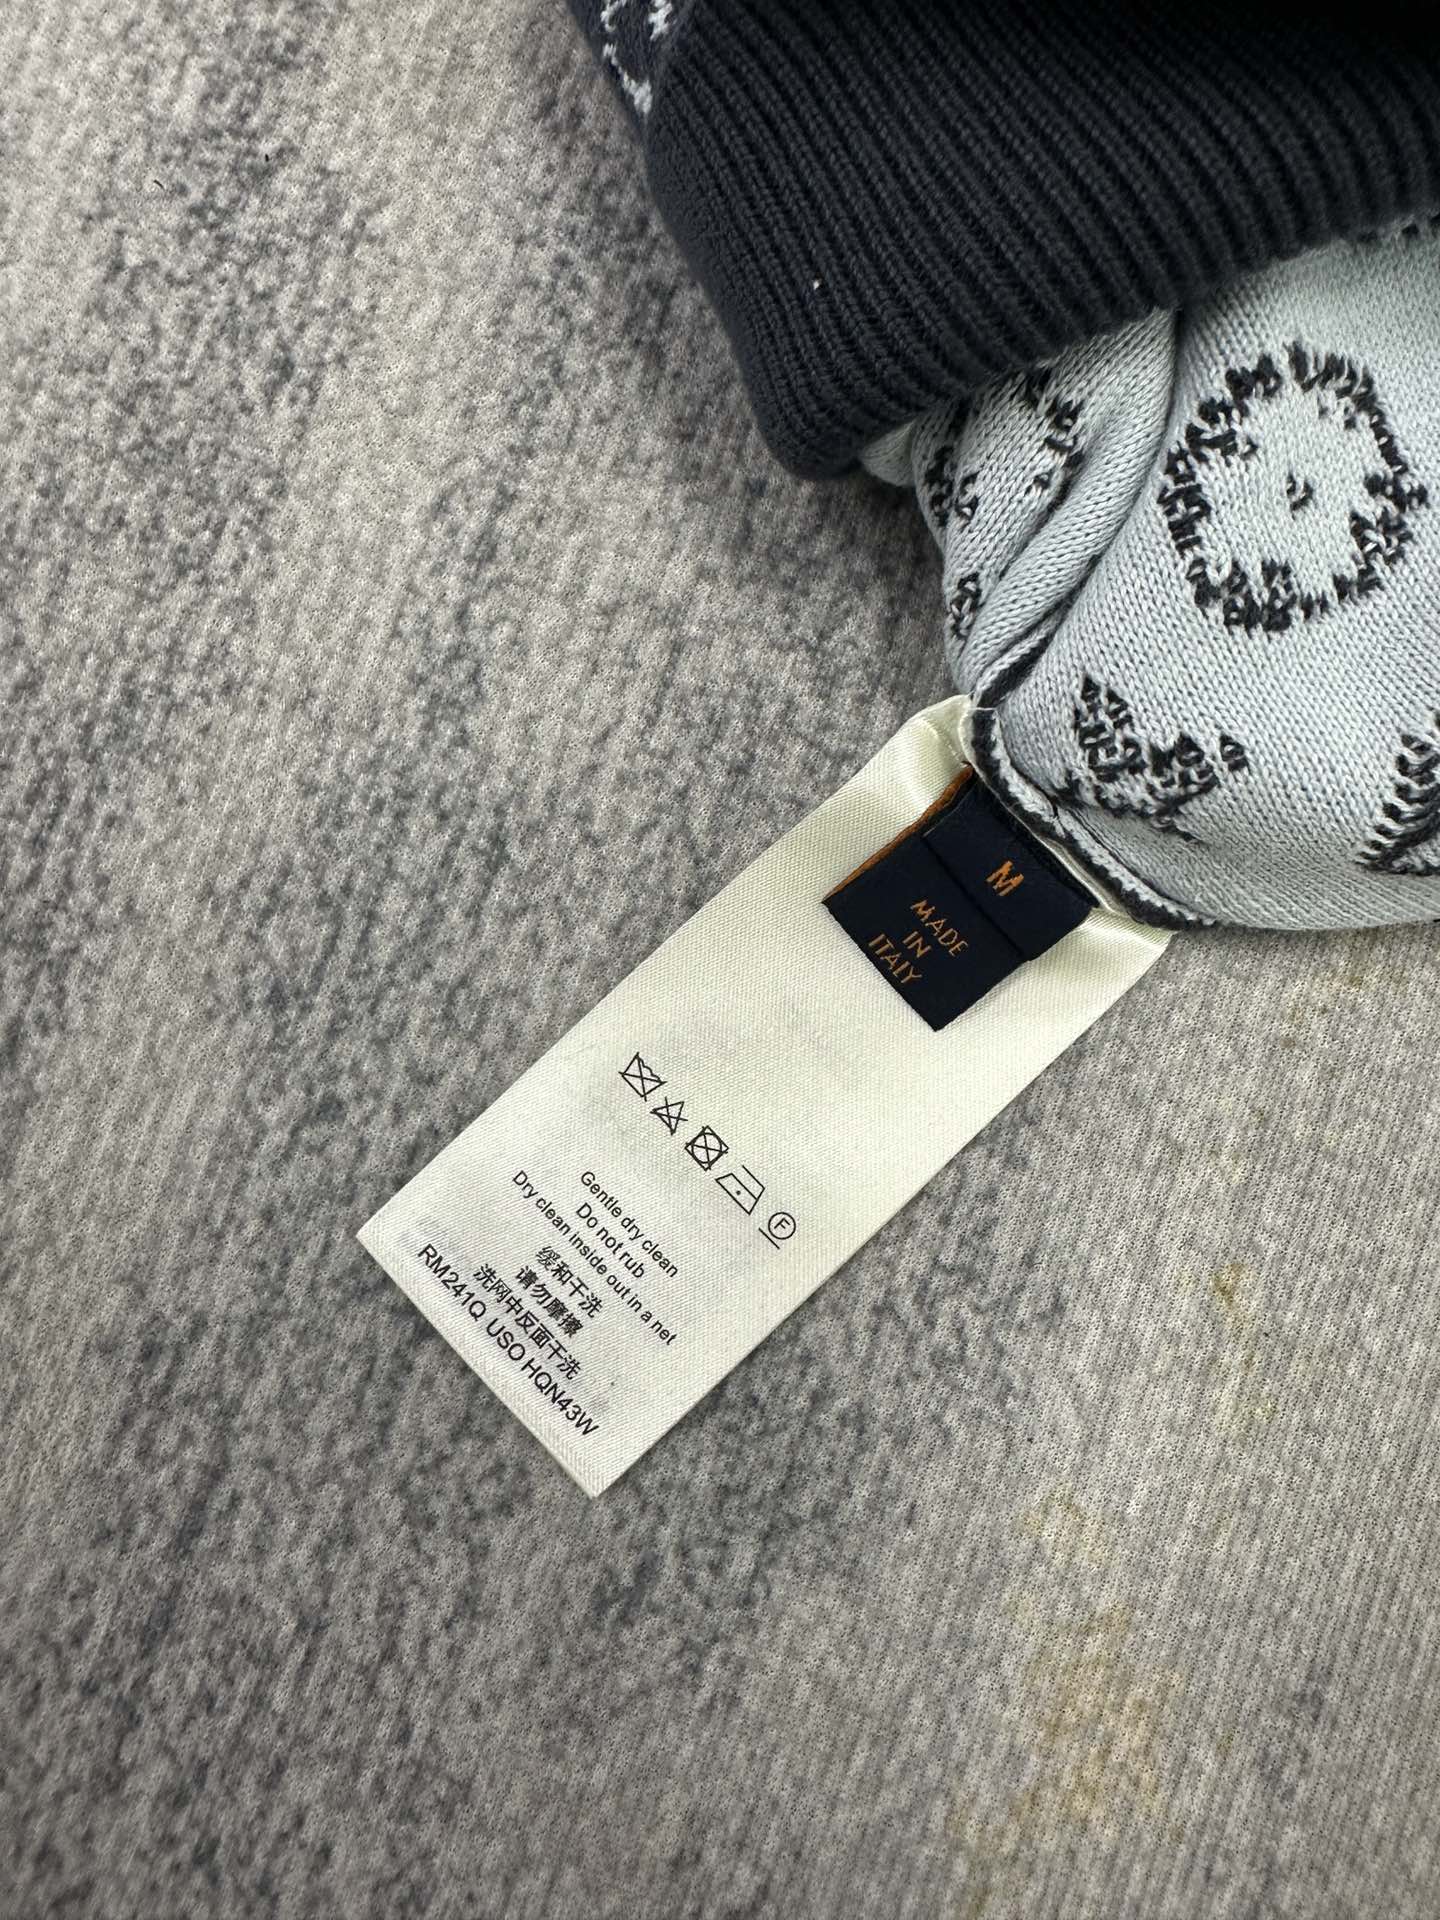 M
MADE
IN
ITALY
F
Gentle dry clean
Do not rub
Dry clean inside out in a net
缓和干洗
请勿摩擦
洗网中反面干洗
RM241Q USO HQN43W